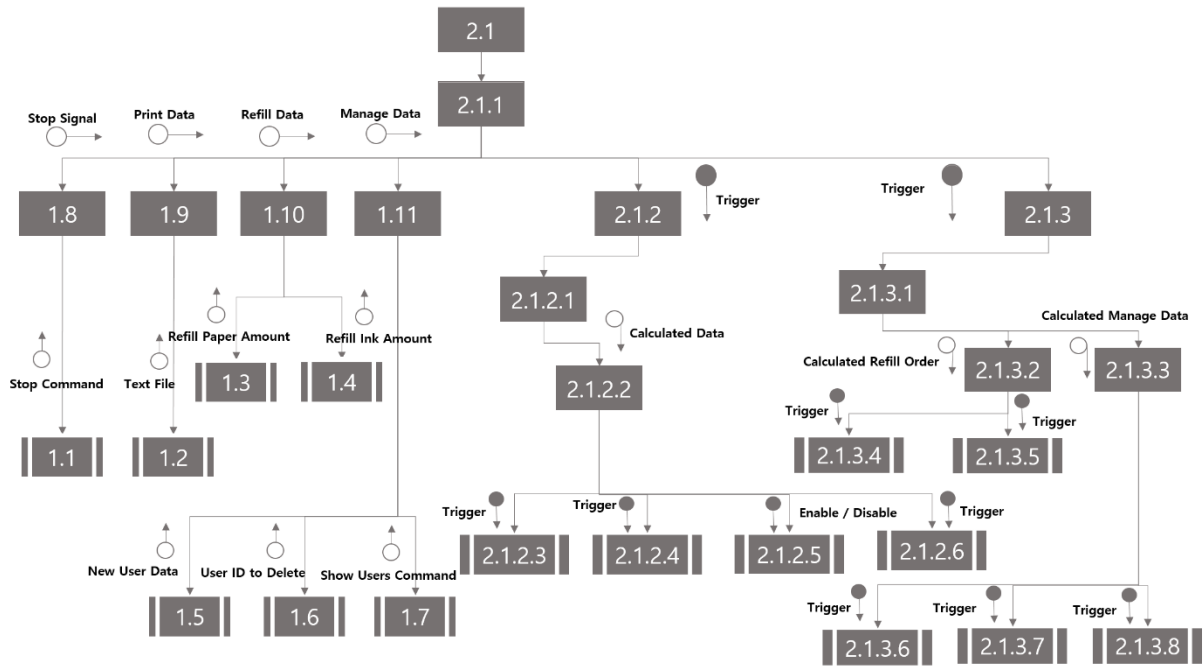 2.1
2.1.1
Stop Signal
Print Data
Refill Data
Manage Data
1.8
1.9
1.10
1.11
2.1.2
Trigger
Trigger
2.1.3
2.1.2.1
2.1.3.1
Refill Paper Amount
Refill Ink Amount
Calculated Data
Calculated Manage Data
Calculated Refill Order
Stop Command
Text File
1.3
1.4
2.1.2.2
2.1.3.2
2.1.3.3
Trigger
Trigger
1.1
1.2
2.1.3.4
2.1.3.5
Trigger
Trigger
Enable / Disable
Trigger
2.1.2.3
2.1.2.4
2.1.2.5
2.1.2.6
New User Data
User ID to Delete
Show Users Command
1.5
1.6
1.7
Trigger
Trigger
Trigger
2.1.3.6
2.1.3.7
2.1.3.8